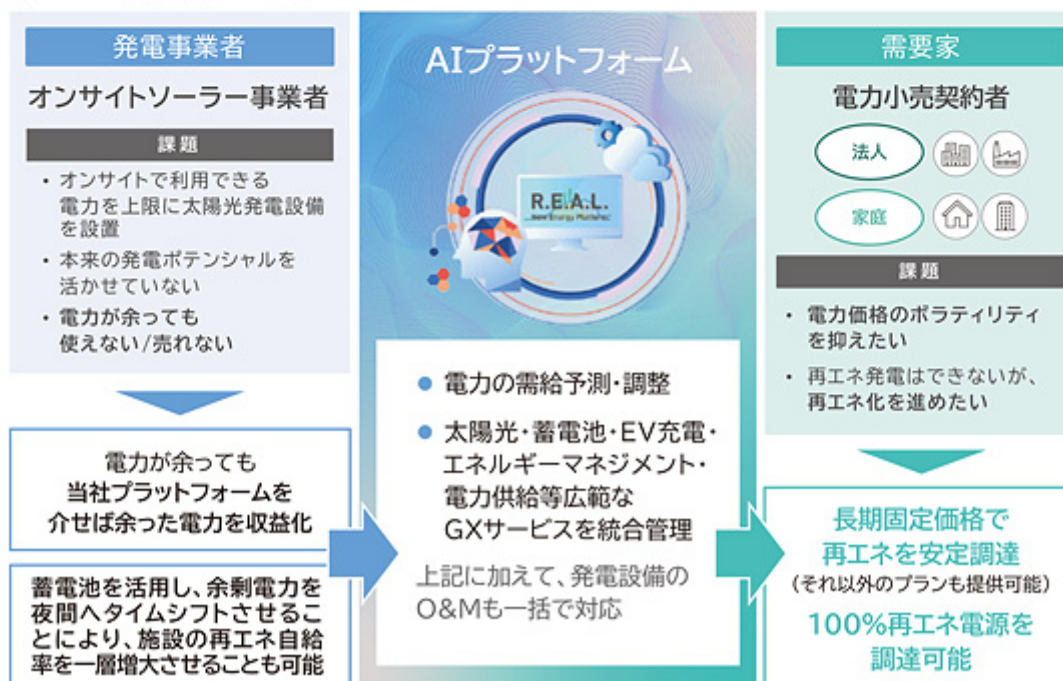 発電事業者
オンサイトソーラー事業者
課題
・オンサイトで利用できる
電力を上限に太陽光発電設備
を設置
・本来の発電ポテンシャルを
活かせていない
・電力が余っても
使えない/売れない
電力が余っても
当社プラットフォームを
介せば余った電力を収益化
蓄電池を活用し、余剰電力を
夜間へタイムシフトさせるこ
とにより、施設の再エネ自給
率を一層増大させることも可能
AIプラットフォーム
R.E.A.L.
New Energy Platform
● 電力の需給予測・調整
● 太陽光・蓄電池・EV充電・
エネルギーマネジメント・
電力供給等広範な
GXサービスを統合管理
上記に加えて、発電設備の
O&Mも一括で対応
需要家
電力小売契約者
法人
家庭
課題
・電力価格のボラティリティ
を抑えたい
・再エネ発電はできないが、
再エネ化を進めたい
長期固定価格で
再エネを安定調達
(それ以外のプランも提供可能)
100%再エネ電源を
調達可能